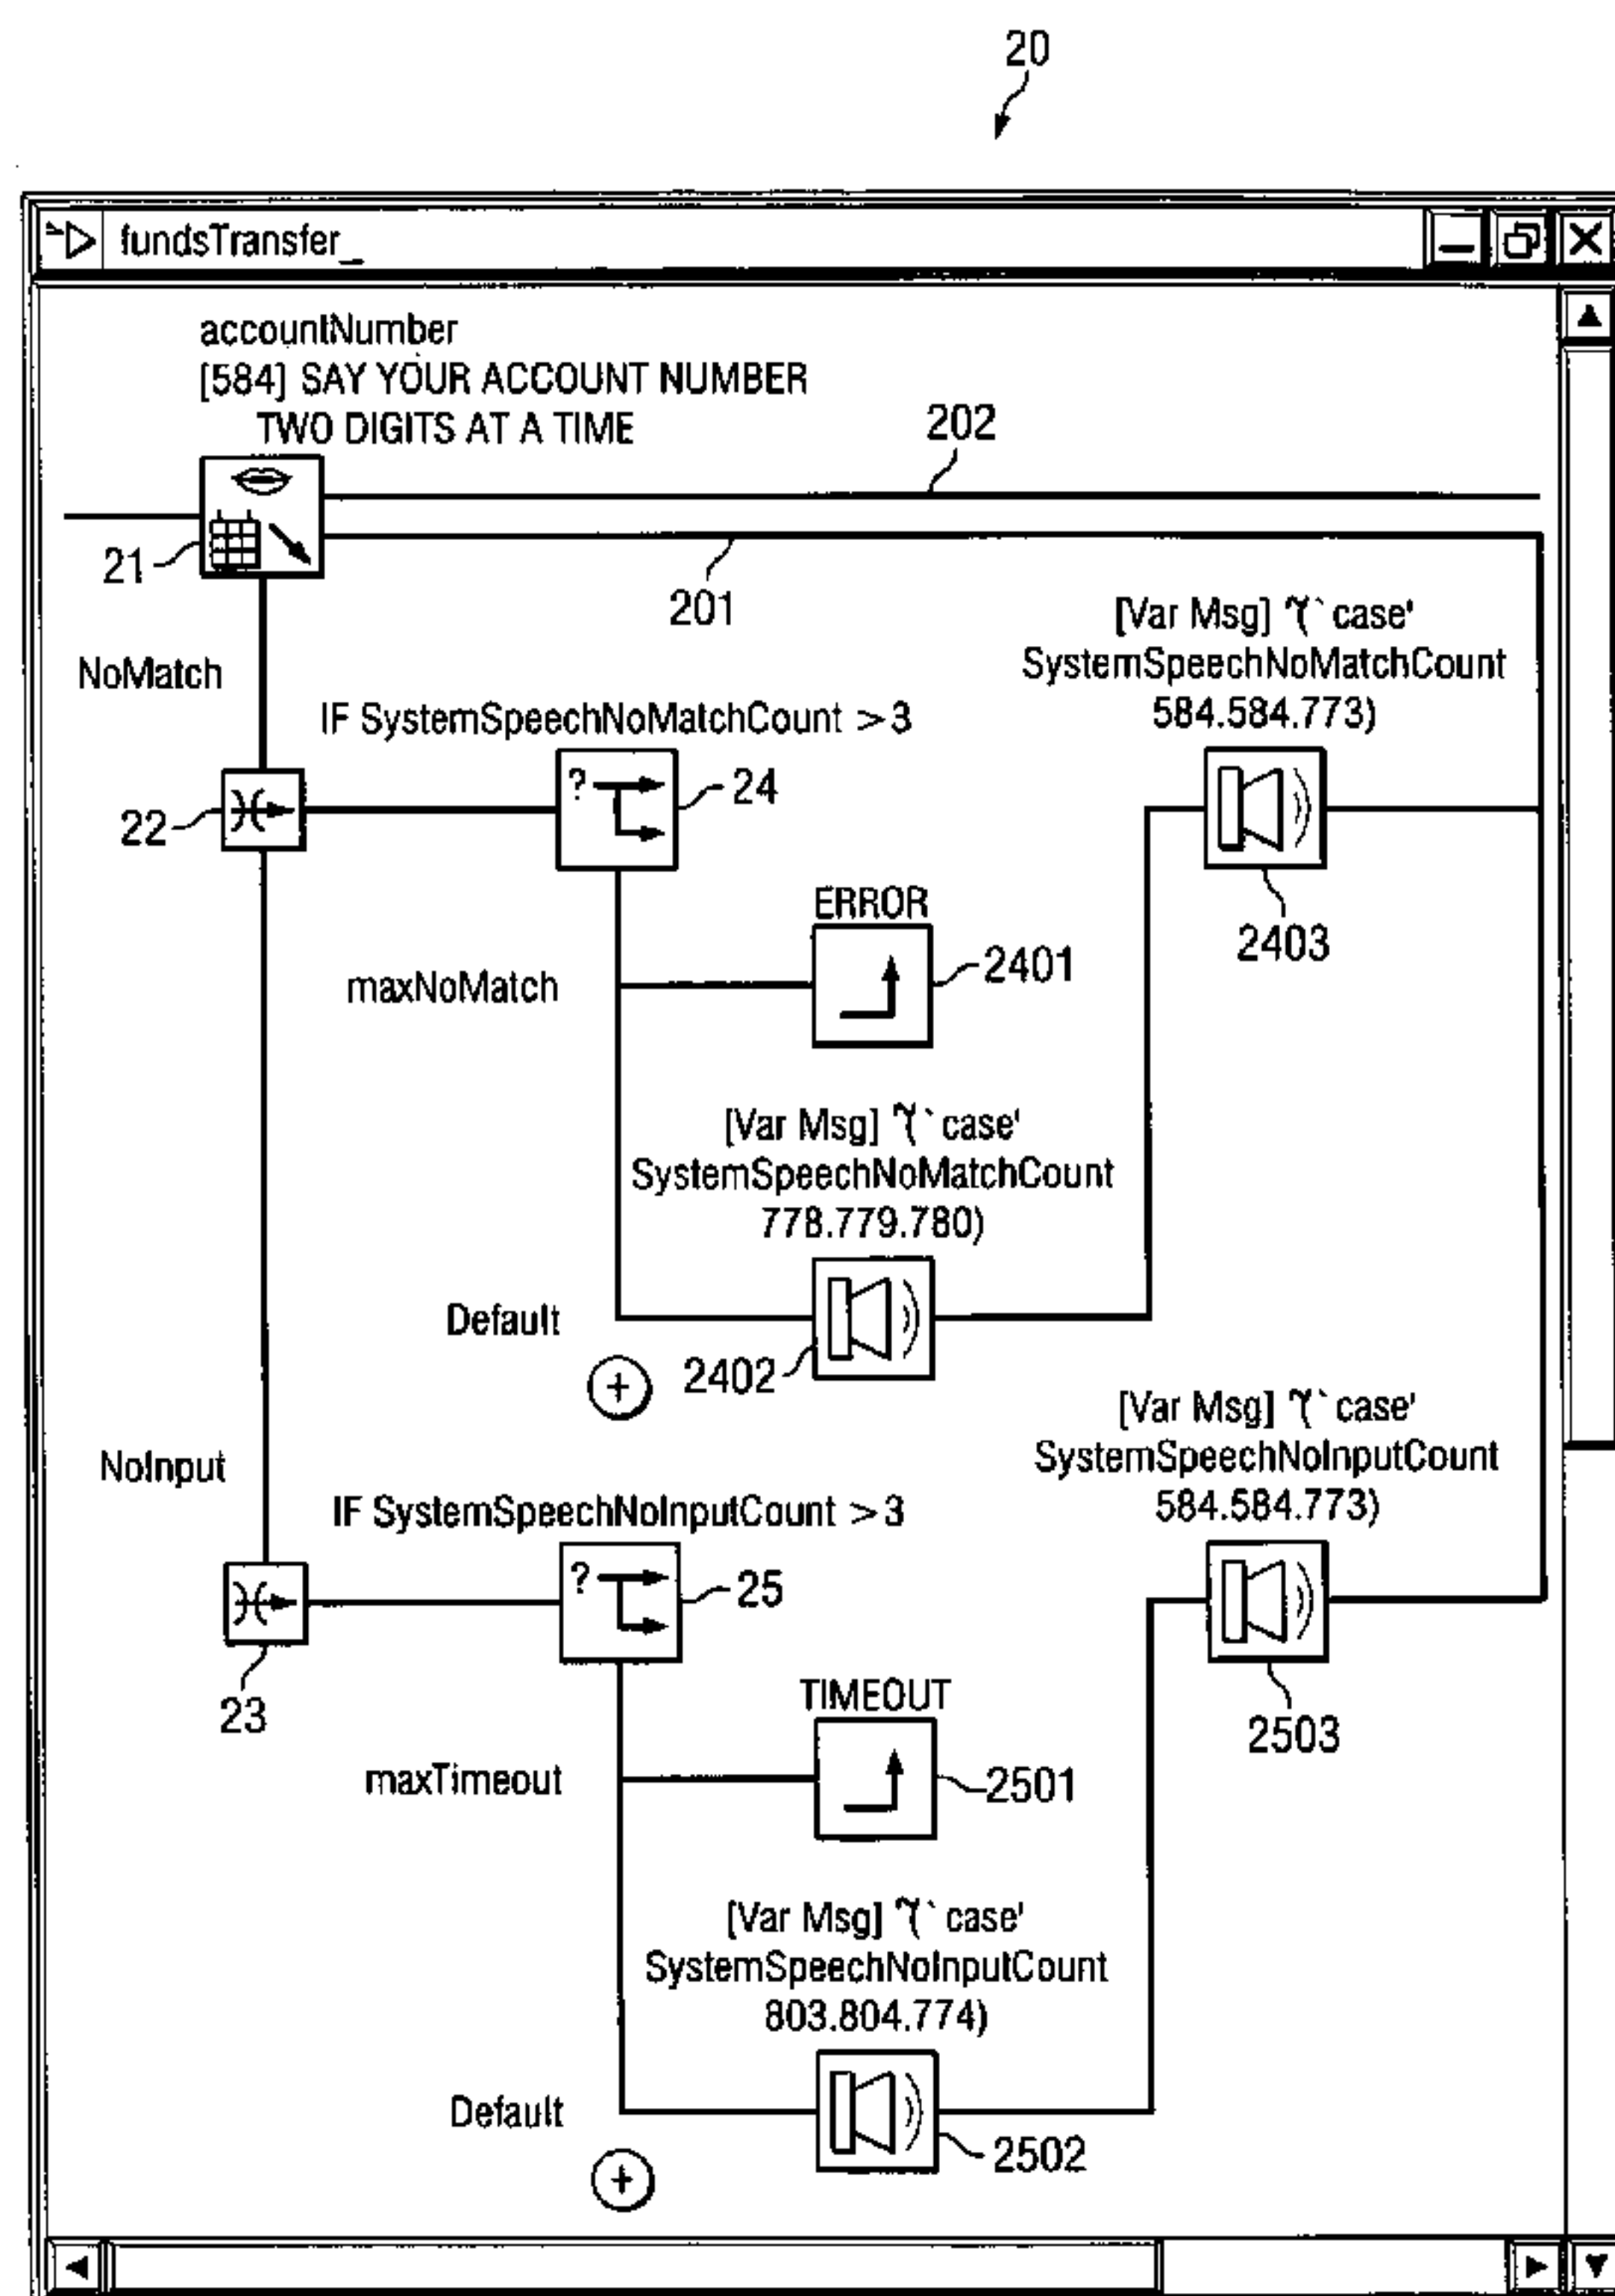 20
fundsTransfer_
accountNumber
[584] SAY YOUR ACCOUNT NUMBER
TWO DIGITS AT A TIME
202
21
201
[Var Msg] "(`case'
SystemSpeechNoMatchCount
584.584.773)
NoMatch
IF SystemSpeechNoMatchCount >3
?
24
22
2403
ERROR
2401
maxNoMatch
[Var Msg] "(`case'
SystemSpeechNoMatchCount
778.779.780)
Default
2402
+
[Var Msg] "(`case'
SystemSpeechNoInputCount
584.584.773)
NoInput
IF SystemSpeechNoInputCount >3
?
25
23
2503
TIMEOUT
2501
maxTimeout
[Var Msg] "(`case'
SystemSpeechNoInputCount
803.804.774)
Default
2502
+